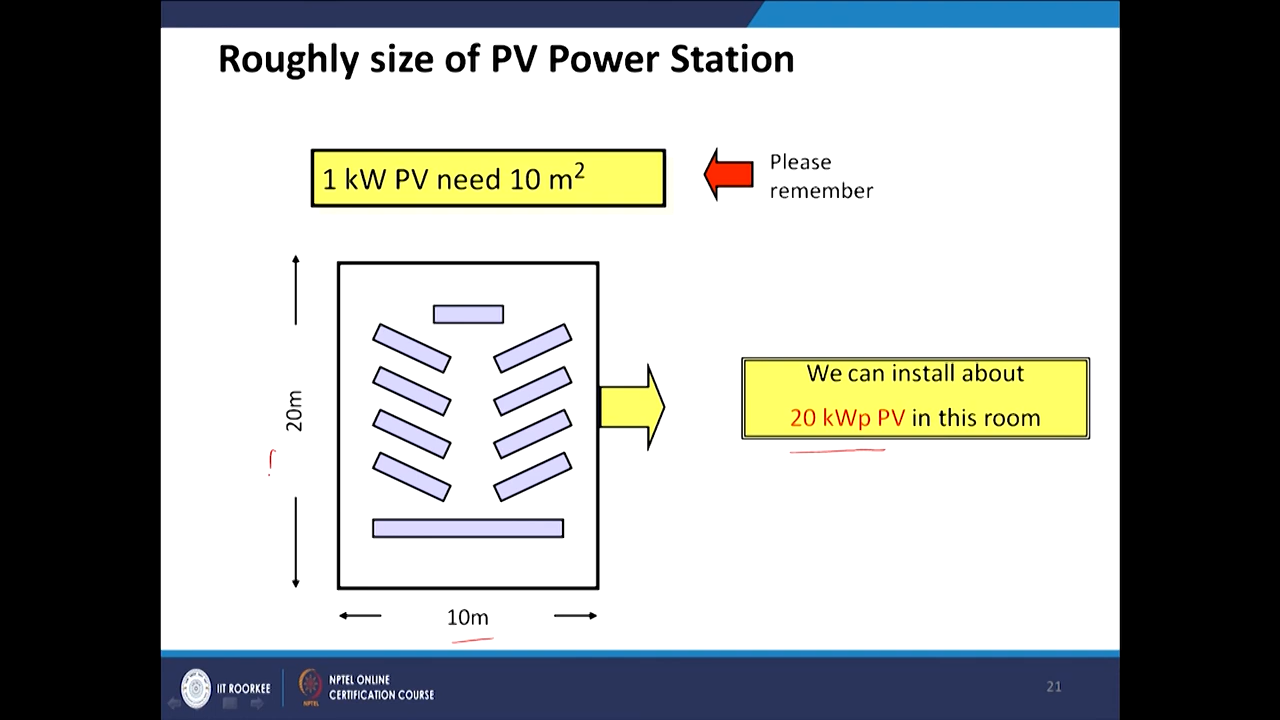 Roughly size of PV Power Station
1 kW PV need 10 m²
Please
remember
20m
We can install about
20 kWp PV in this room
10m
IIT ROORKEE
NPTEL ONLINE
CERTIFICATION COURSE
21